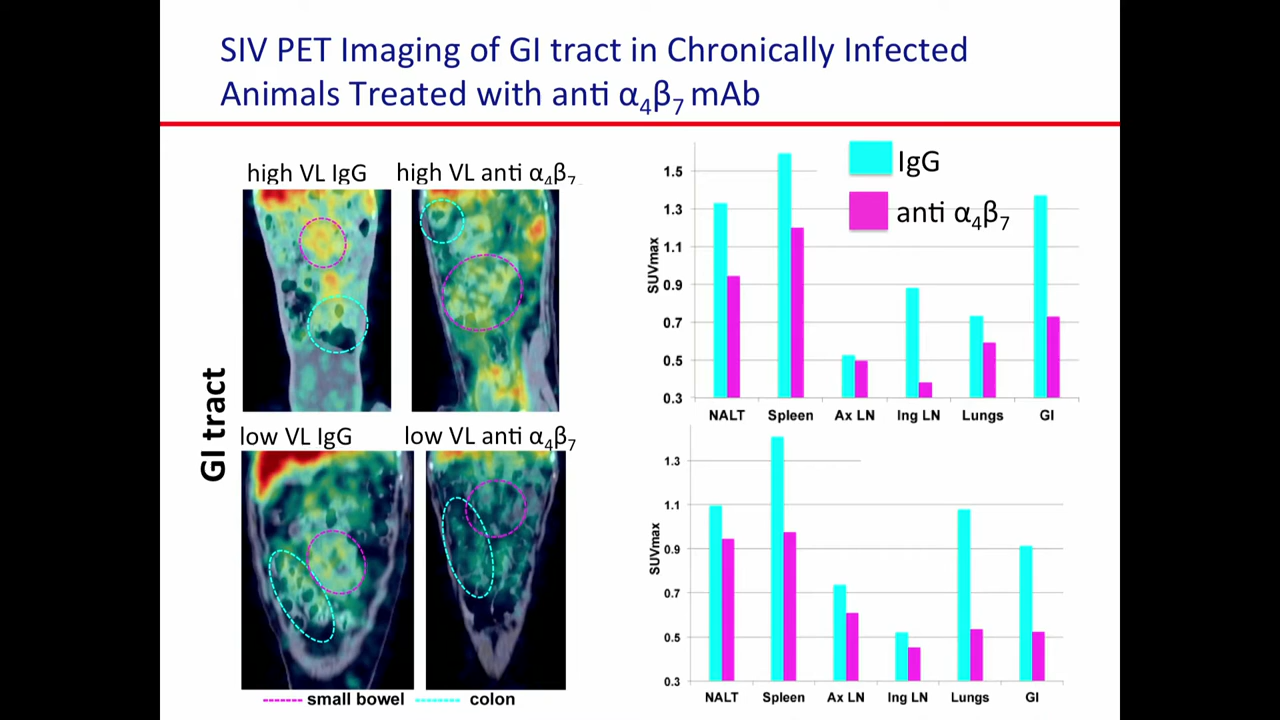 SIV PET Imaging of GI tract in Chronically Infected
Animals Treated with anti α₄β₇ mAb
high VL IgG
high VL anti α₄β₇
low VL IgG
low VL anti α₄β₇
GI tract
small bowel
colon
IgG
anti α₄β₇
SUVmax
1.5
1.3
1.1
0.9
0.7
0.5
0.3
NALT Spleen Ax LN Ing LN Lungs GI
SUVmax
1.3
1.1
0.9
0.7
0.5
0.3
NALT Spleen Ax LN Ing LN Lungs GI